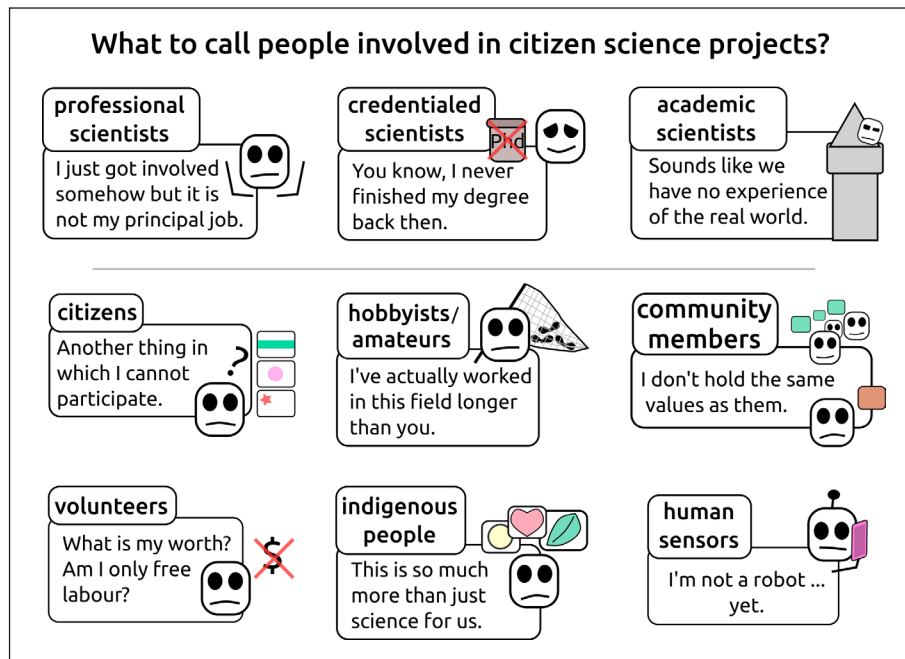 What to call people involved in citizen science projects?
professional
scientists
I just got involved
somehow but it is
not my principal job.
credentialed
scientists
Phd
You know, I never
finished my degree
back then.
academic
scientists
Sounds like we
have no experience
of the real world.
citizens
Another thing in
which I cannot
participate.
?
hobbyists/
amateurs
I've actually worked
in this field longer
than you.
community
members
I don't hold the same
values as them.
volunteers
What is my worth?
Am I only free
labour?
$
indigenous
people
This is so much
more than just
science for us.
human
sensors
I'm not a robot ...
yet.